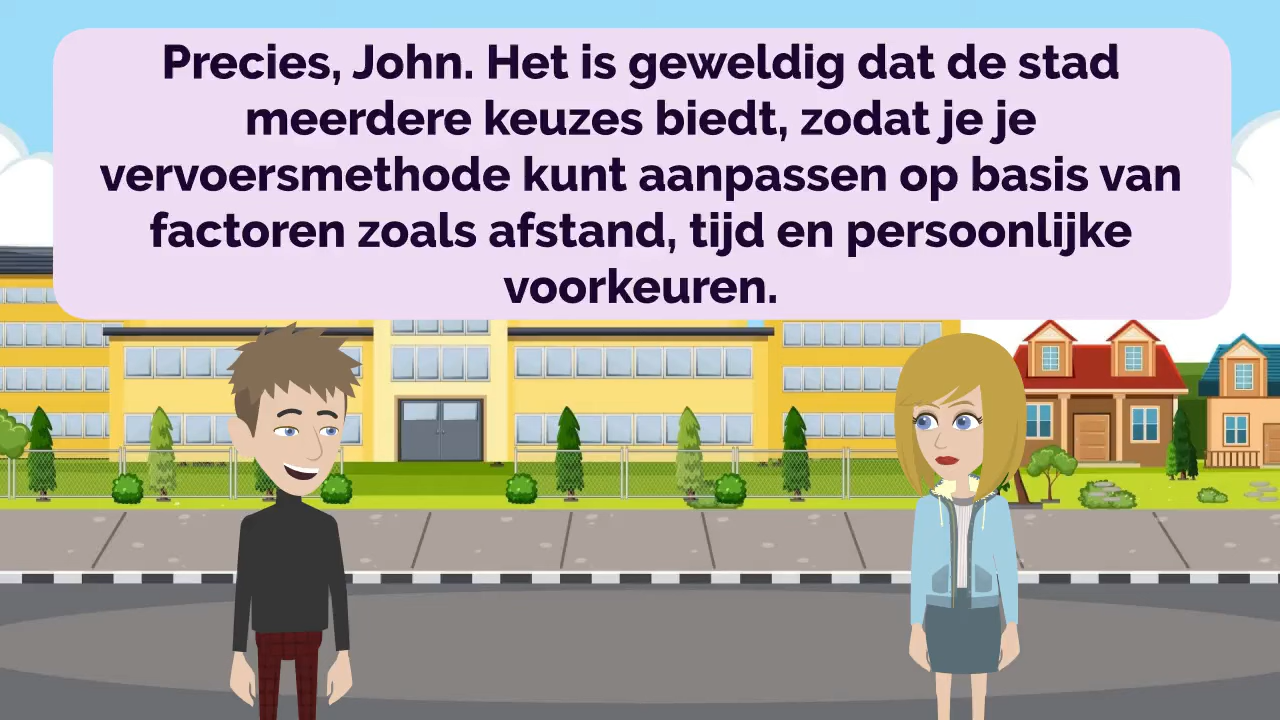 Precies, John. Het is geweldig dat de stad
meerdere keuzes biedt, zodat je je
vervoersmethode kunt aanpassen op basis van
factoren zoals afstand, tijd en persoonlijke
voorkeuren.